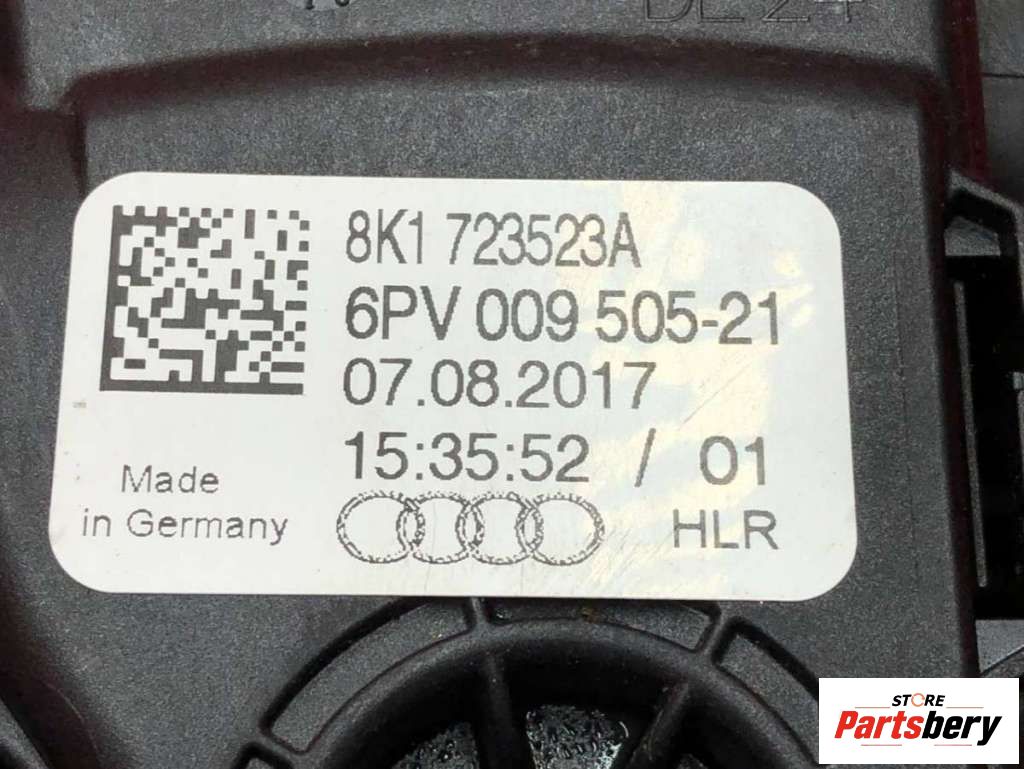 8K1 723523A
6PV 009 505-21
07.08.2017
15:35:52 / 01
HLR
Made
in Germany
STORE
Partsbery